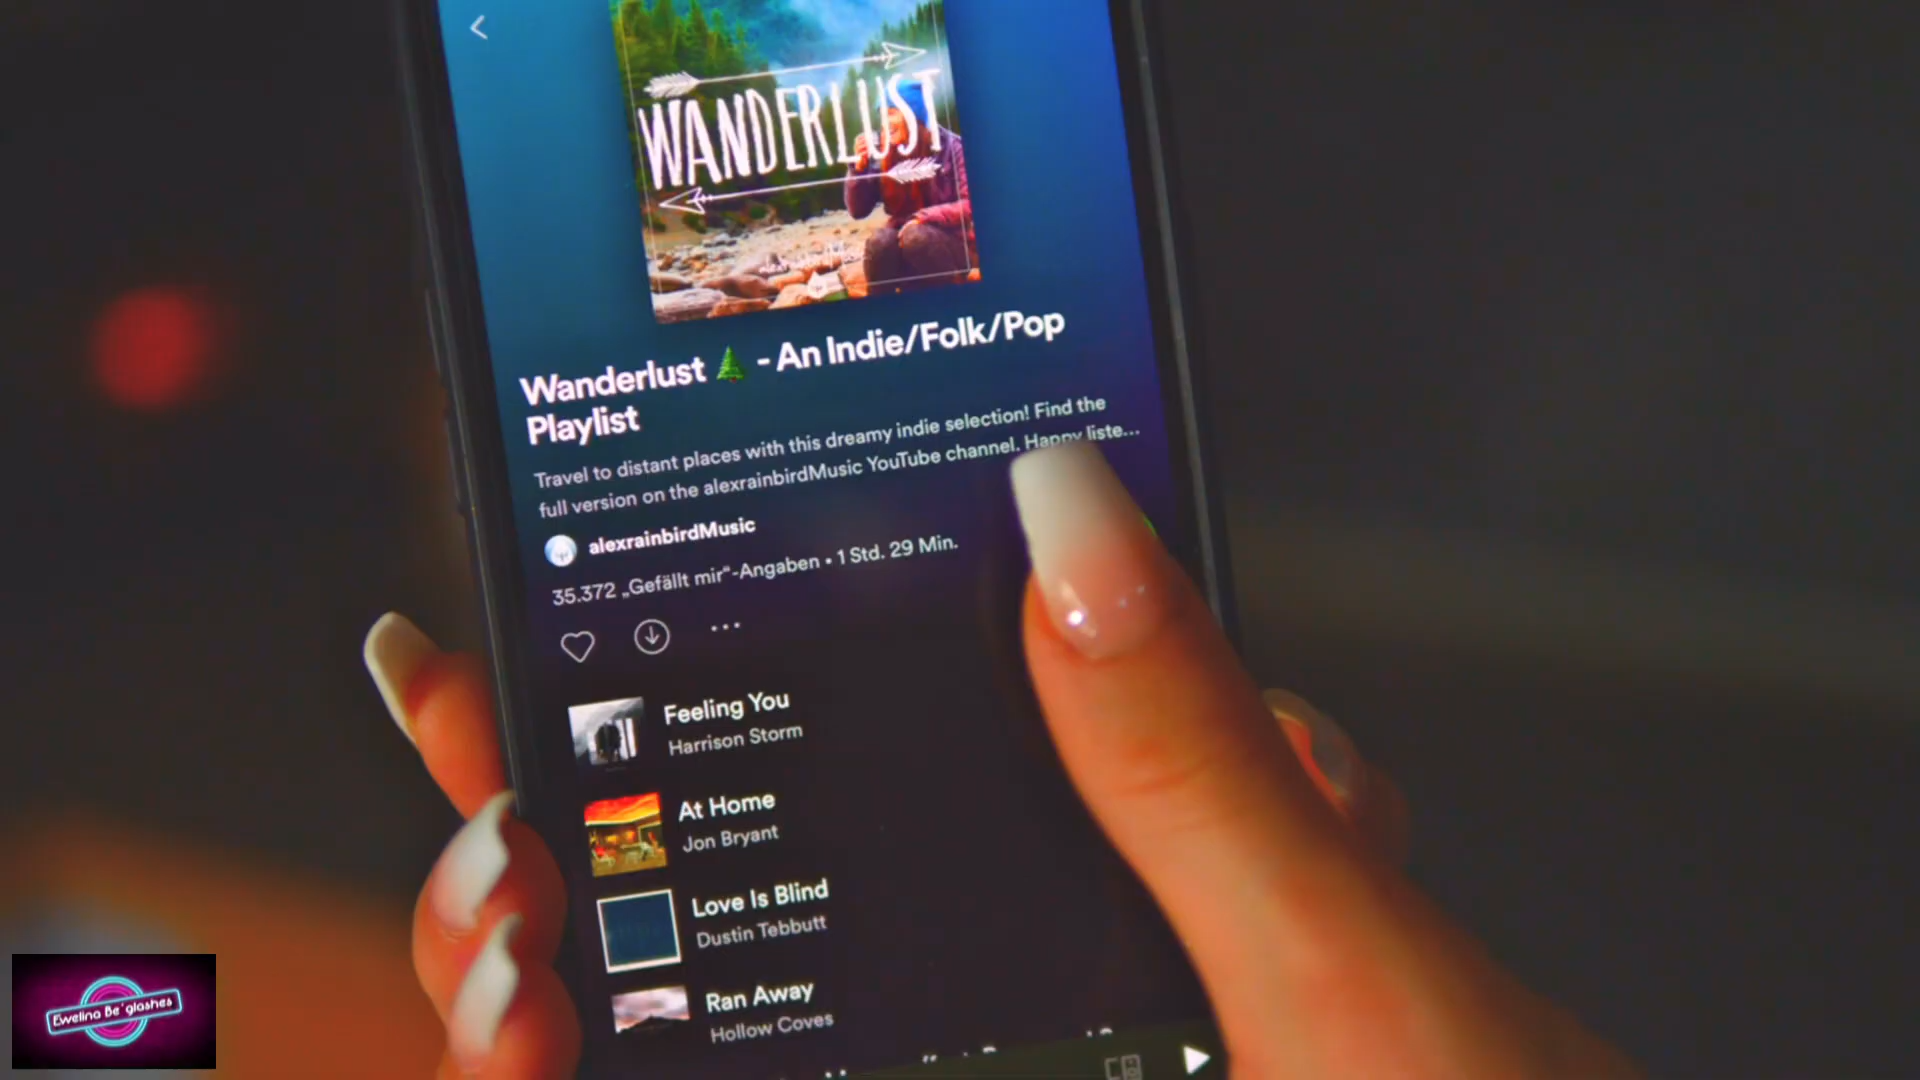 WANDERLUST
Wanderlust 🌲 - An Indie/Folk/Pop
Playlist
Travel to distant places with this dreamy indie selection! Find the
full version on the alexrainbirdMusic YouTube channel. Happy liste...
alexrainbirdMusic
35.372 „Gefällt mir“-Angaben • 1 Std. 29 Min.
Feeling You
Harrison Storm
At Home
Jon Bryant
Love Is Blind
Dustin Tebbutt
Ran Away
Hollow Coves
Ewelina Be'glashes